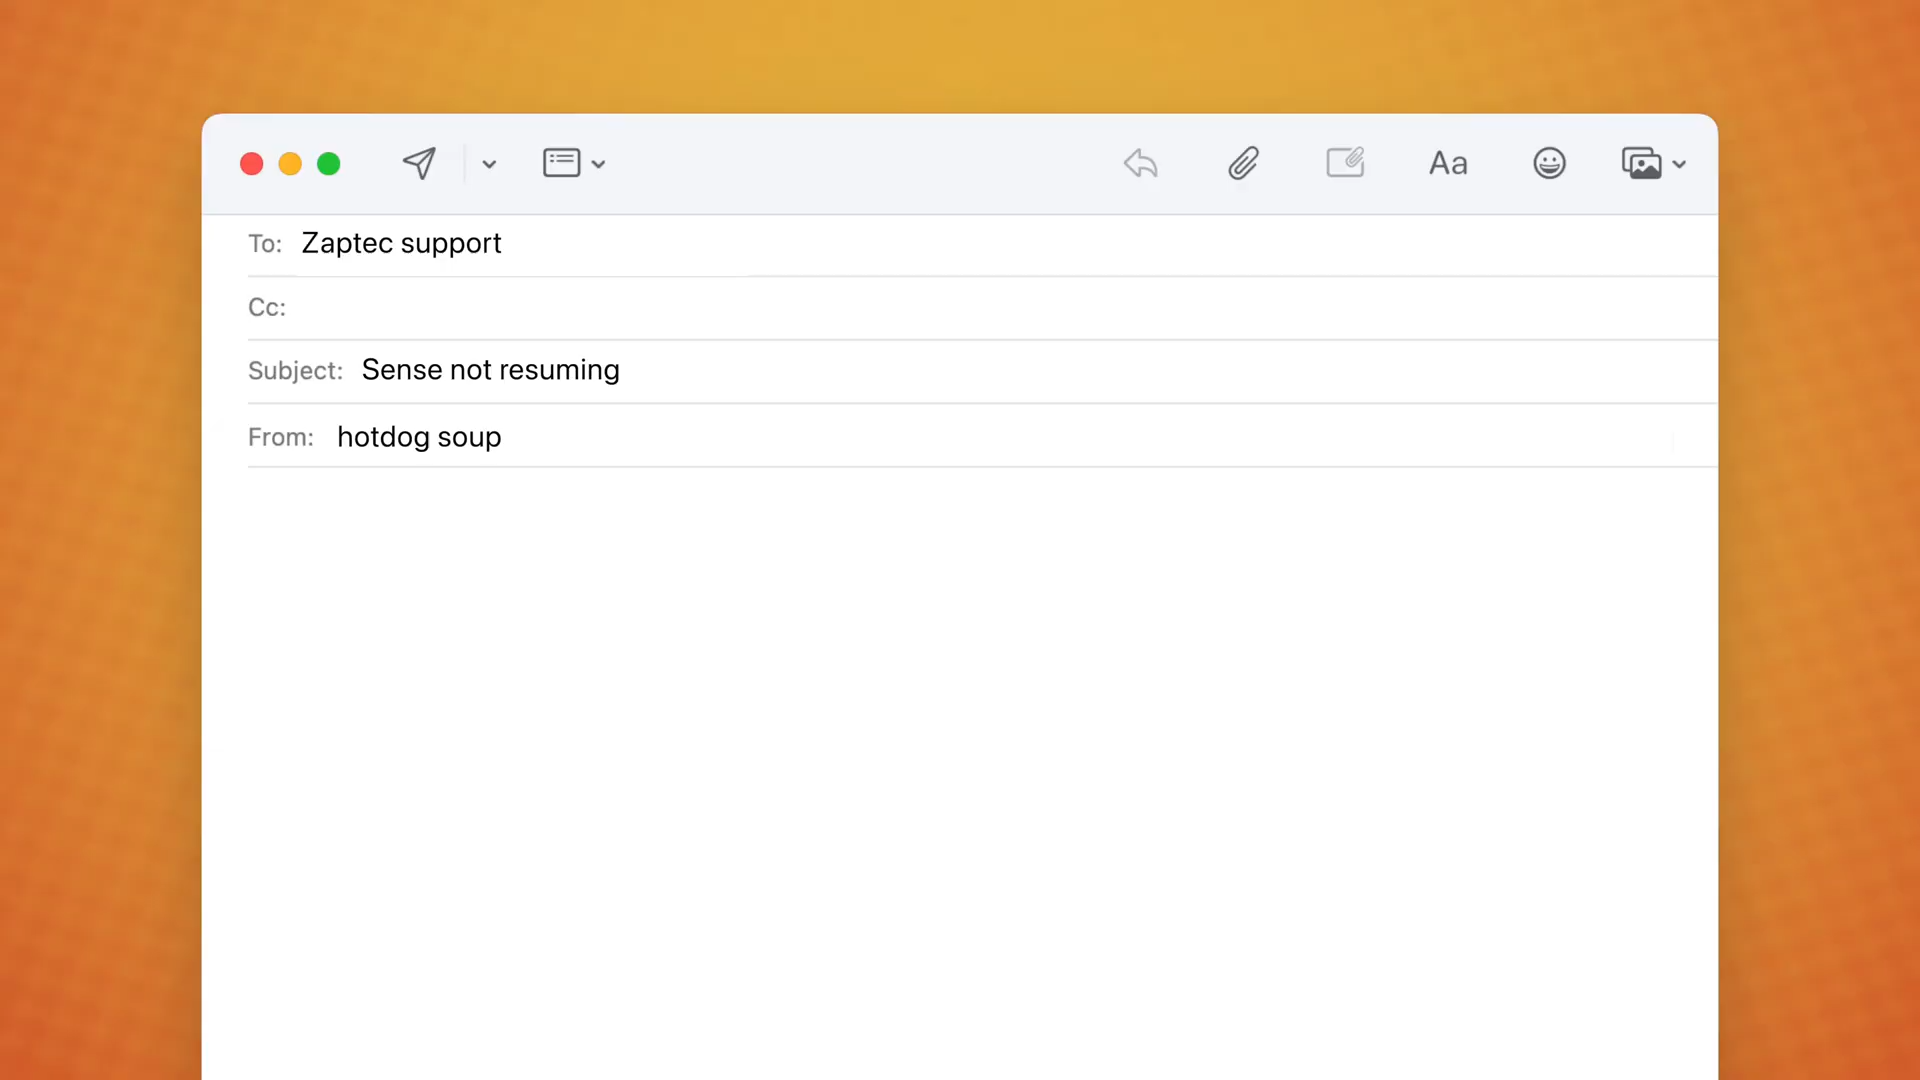 Aa
To: Zaptec support
Cc:
Subject: Sense not resuming
From: hotdog soup